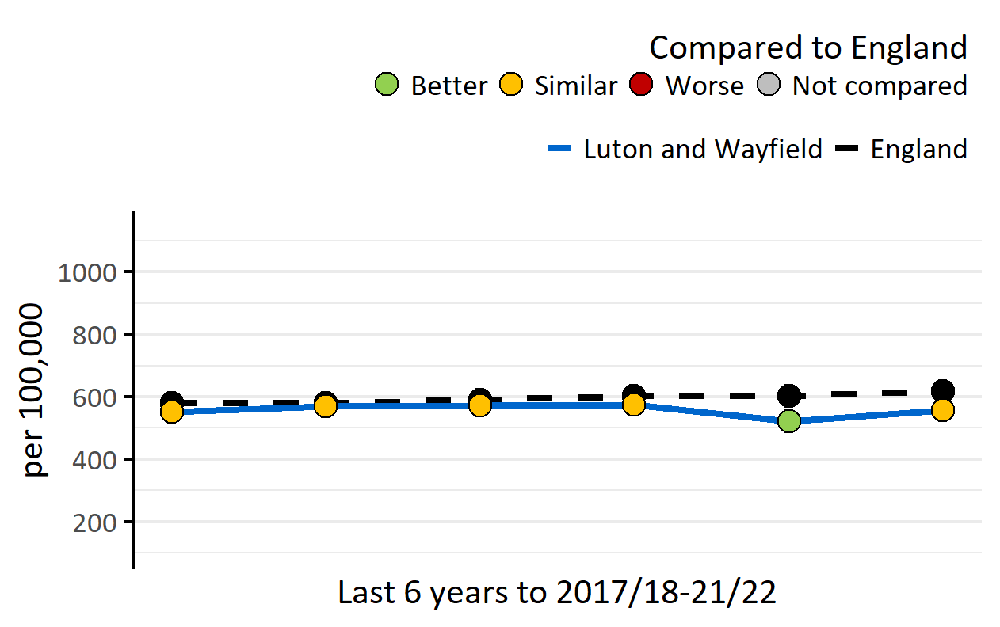 Compared to England
Better Similar Worse Not compared
Luton and Wayfield England
1000
800
600
400
200
per 100,000
Last 6 years to 2017/18-21/22